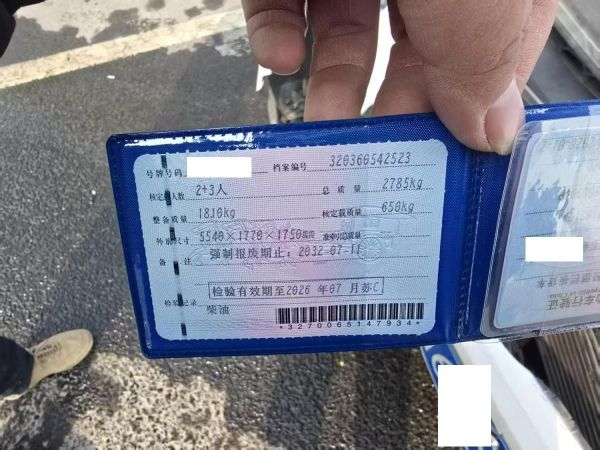 号牌号码 档案编号 320360542523
核定载人数 2+3人 总质量 2785kg
整备质量 1810kg 核定载质量 650kg
外廓尺寸 5540×1770×1750 准牵引总质量
备注 强制报废期止：2032-07-11
检验有效期至2026 年07 月苏C
检验记录
柴油
*3270065147934*